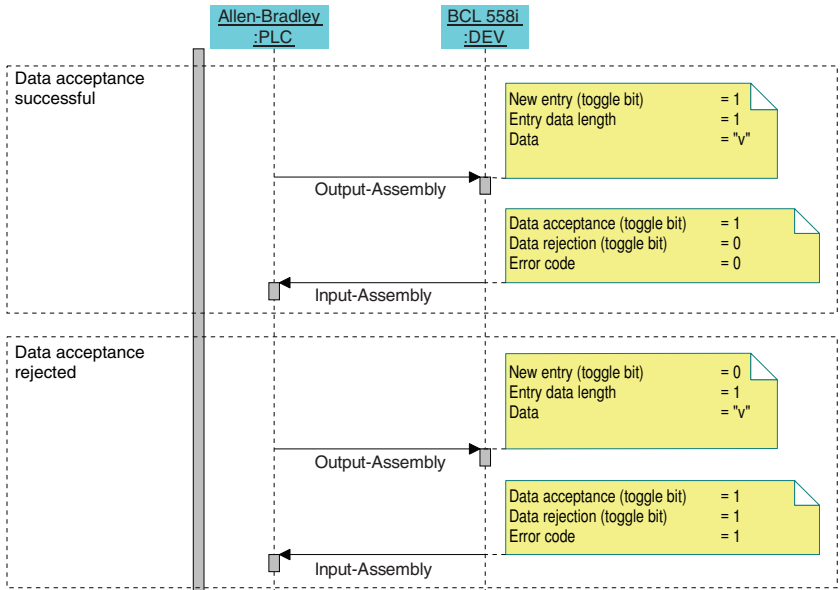 Allen-Bradley
:PLC
BCL 558i
:DEV
Data acceptance
successful
New entry (toggle bit) = 1
Entry data length = 1
Data = "v"
Output-Assembly
Data acceptance (toggle bit) = 1
Data rejection (toggle bit) = 0
Error code = 0
Input-Assembly
Data acceptance
rejected
New entry (toggle bit) = 0
Entry data length = 1
Data = "v"
Output-Assembly
Data acceptance (toggle bit) = 1
Data rejection (toggle bit) = 1
Error code = 1
Input-Assembly